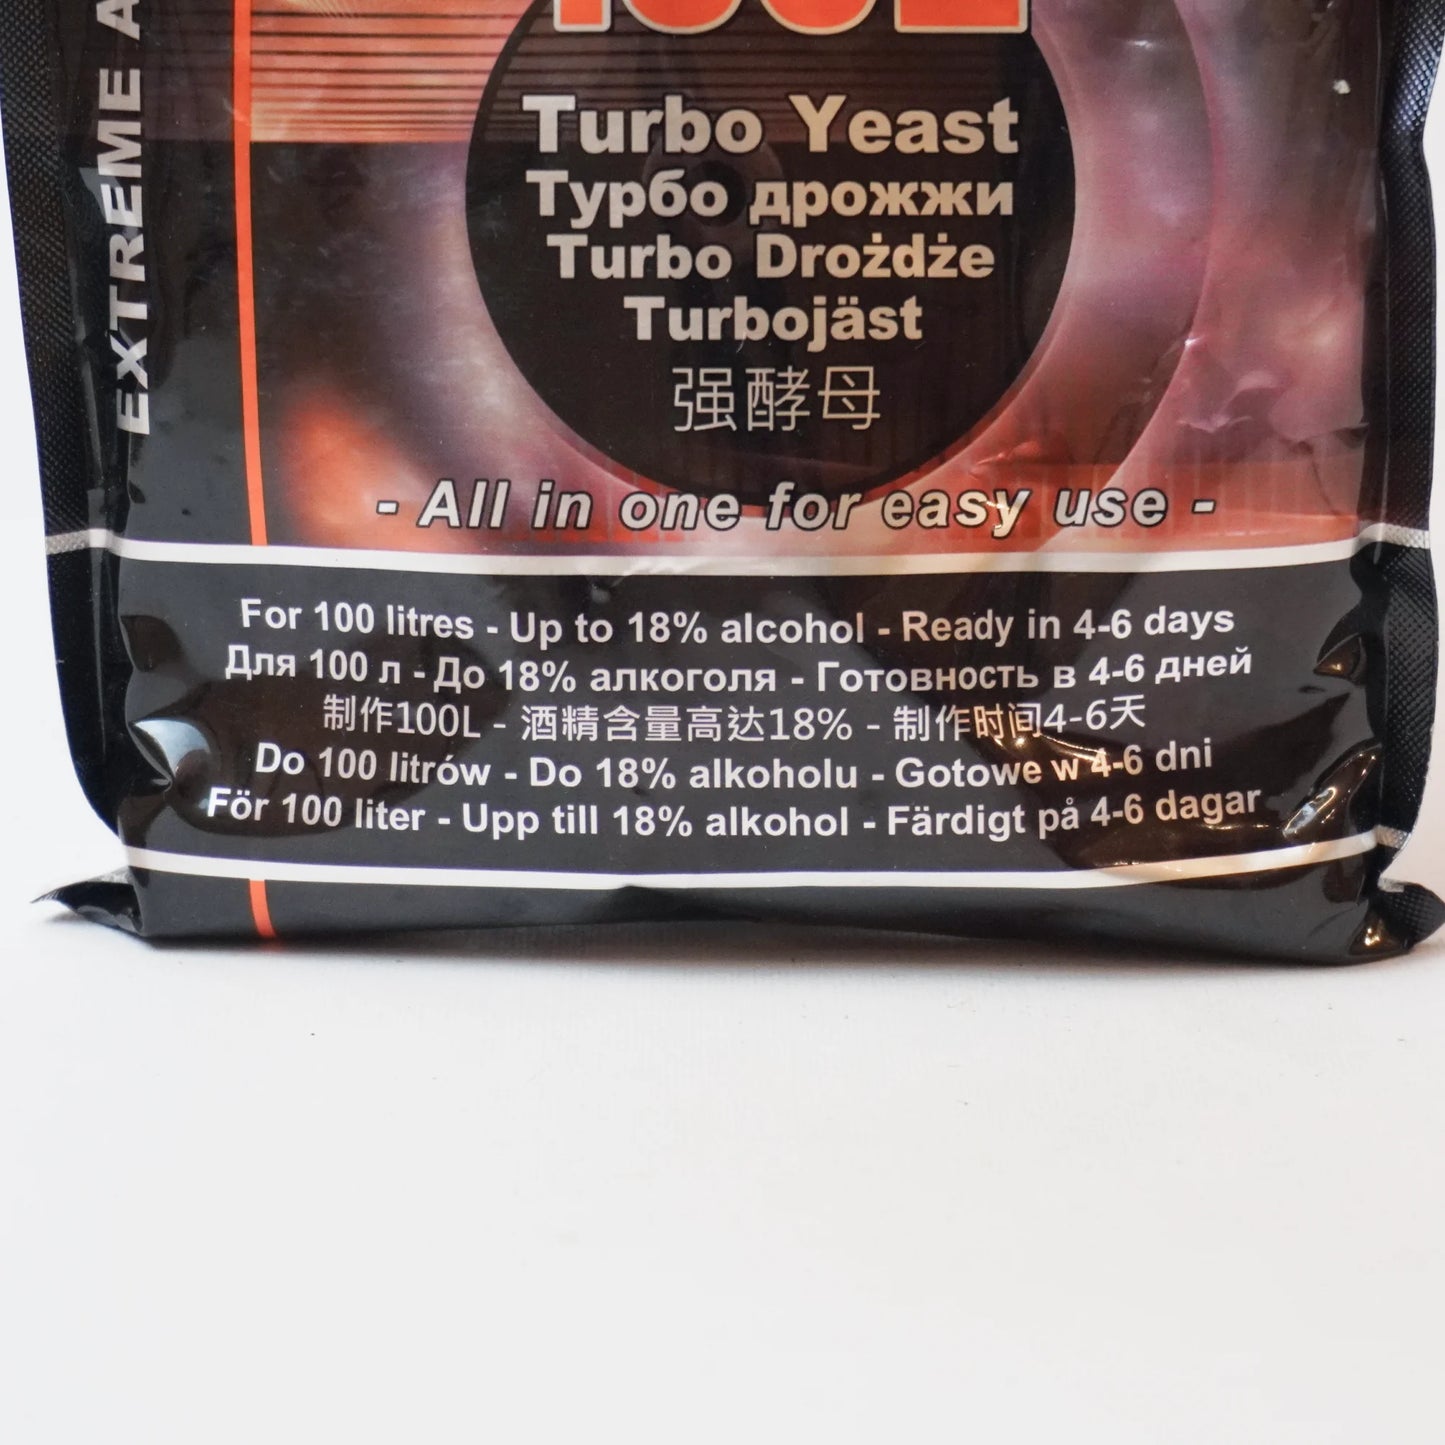 EXTREME
Turbo Yeast
Турбо дрожжи
Turbo Drożdże
Turbojäst
强酵母
- All in one for easy use -
For 100 litres - Up to 18% alcohol - Ready in 4-6 days
Для 100 л - До 18% алкоголя - Готовность в 4-6 дней
制作100L - 酒精含量高达18% - 制作时间4-6天
Do 100 litrów - Do 18% alkoholu - Gotowe w 4-6 dni
För 100 liter - Upp till 18% alkohol - Färdigt på 4-6 dagar